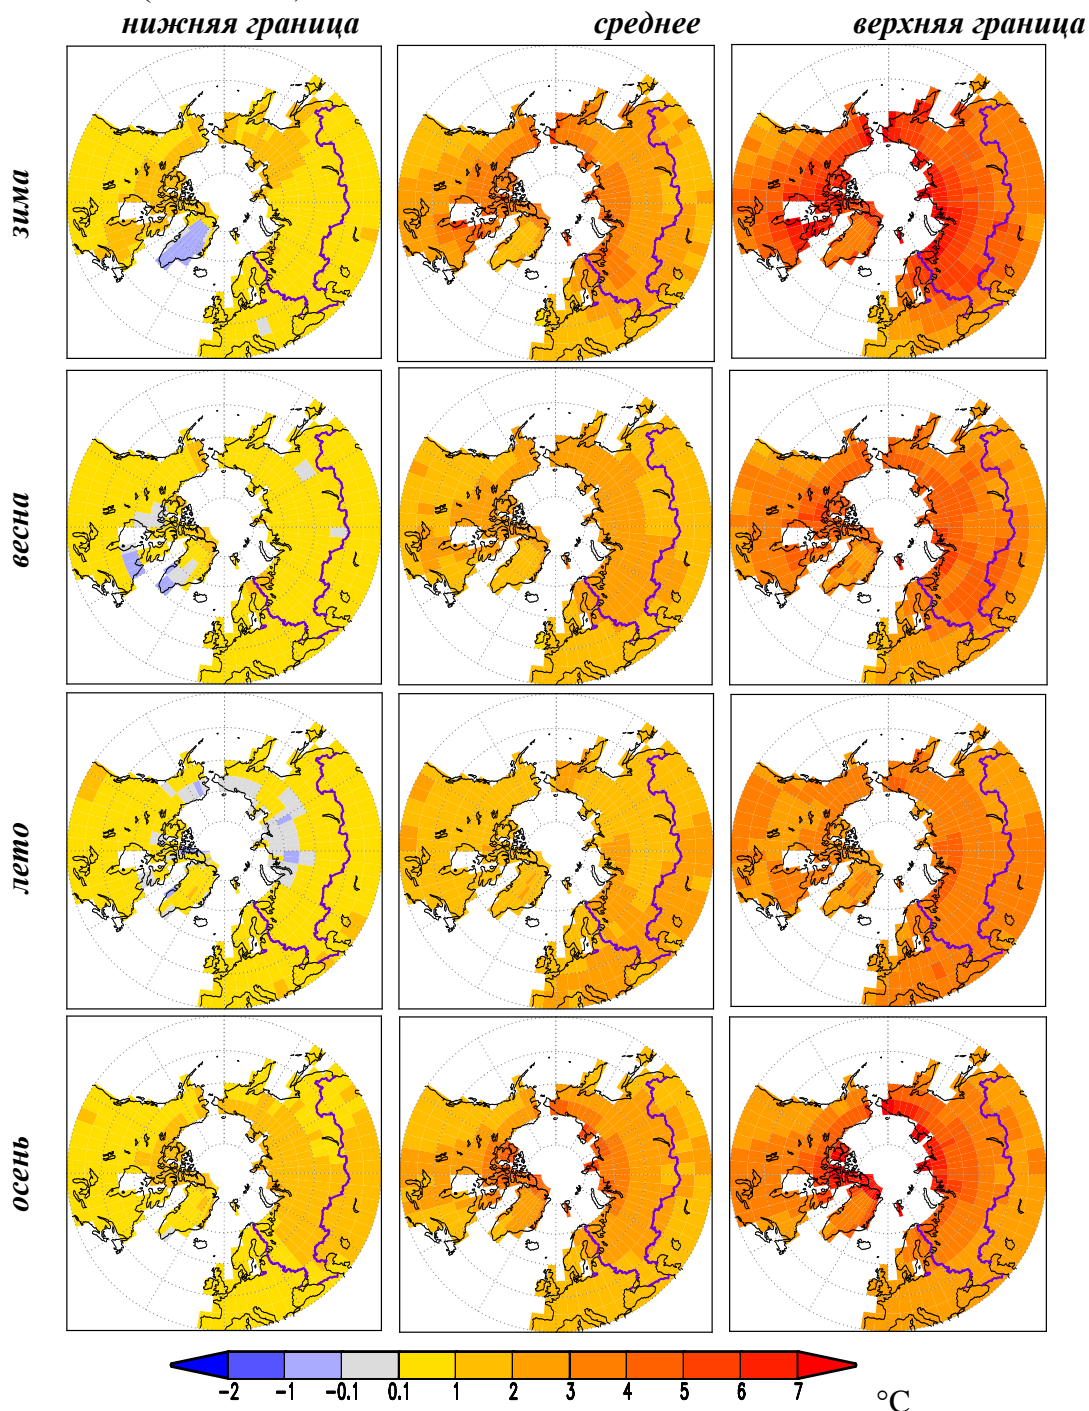 нижняя граница среднее верхняя граница
зима
весна
лето
осень
-2 -1 -0.1 0.1 1 2 3 4 5 6 7
°C